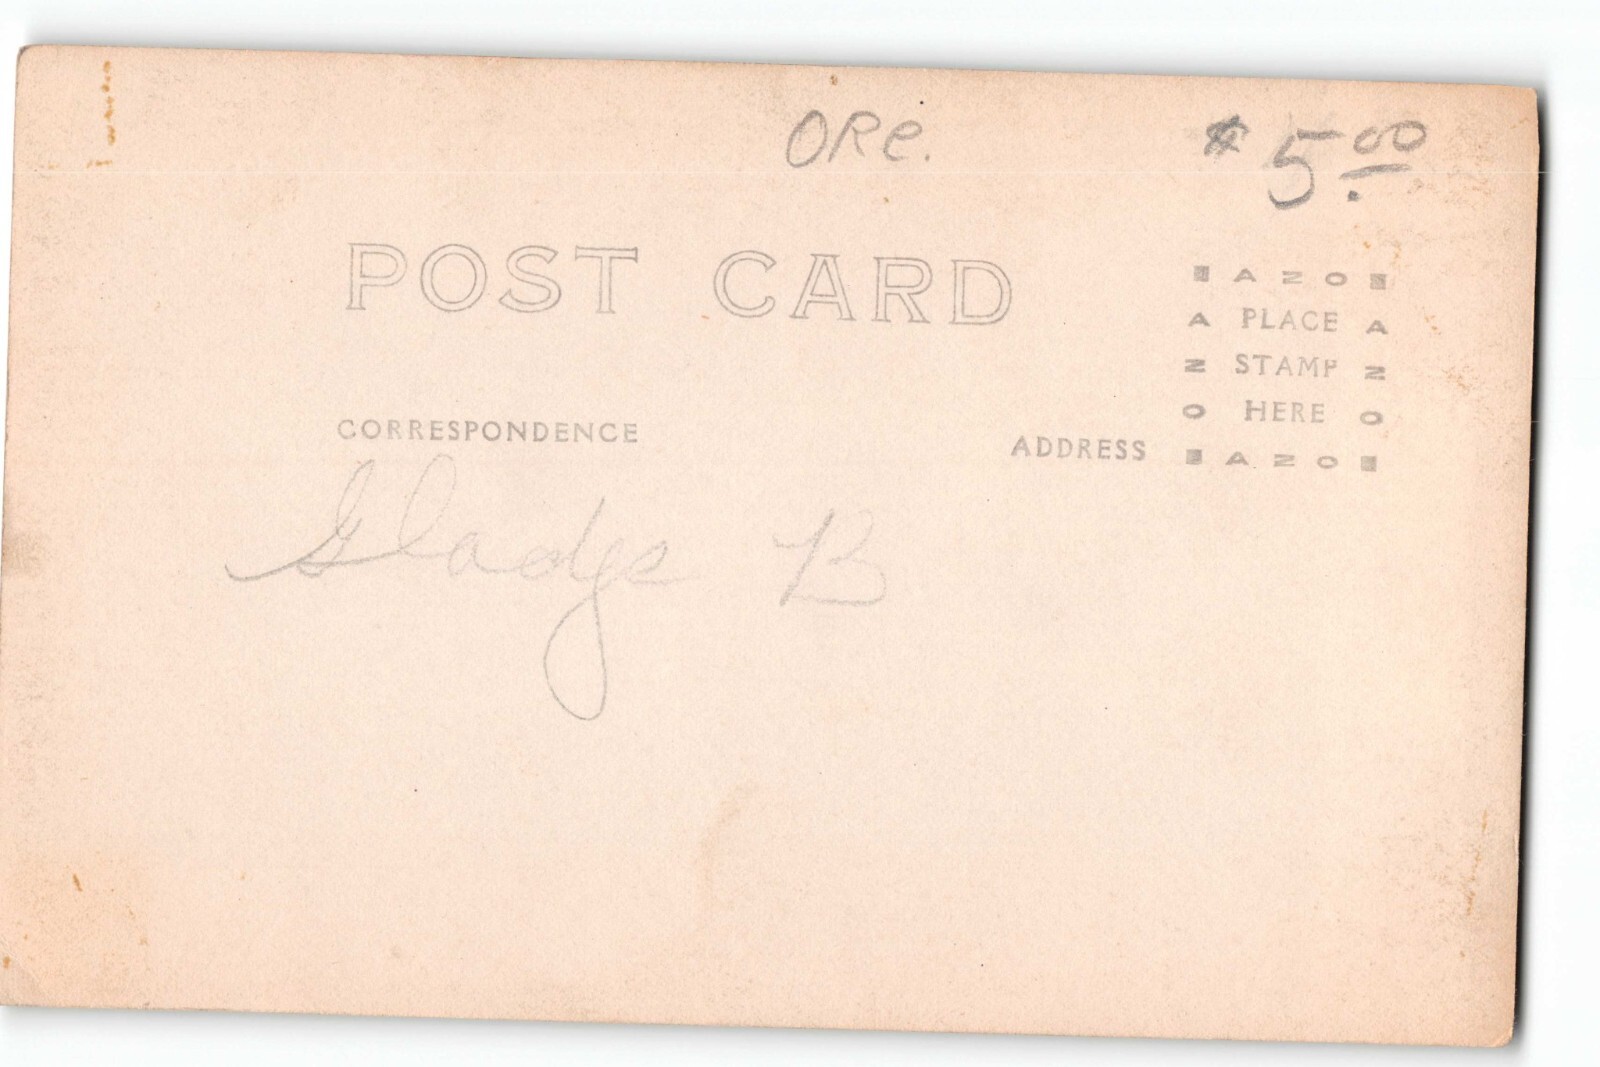 ORe. $5.00
POST CARD
AZO
A PLACE A
Z STAMP Z
O HERE O
AZO
CORRESPONDENCE
ADDRESS
Gladys B